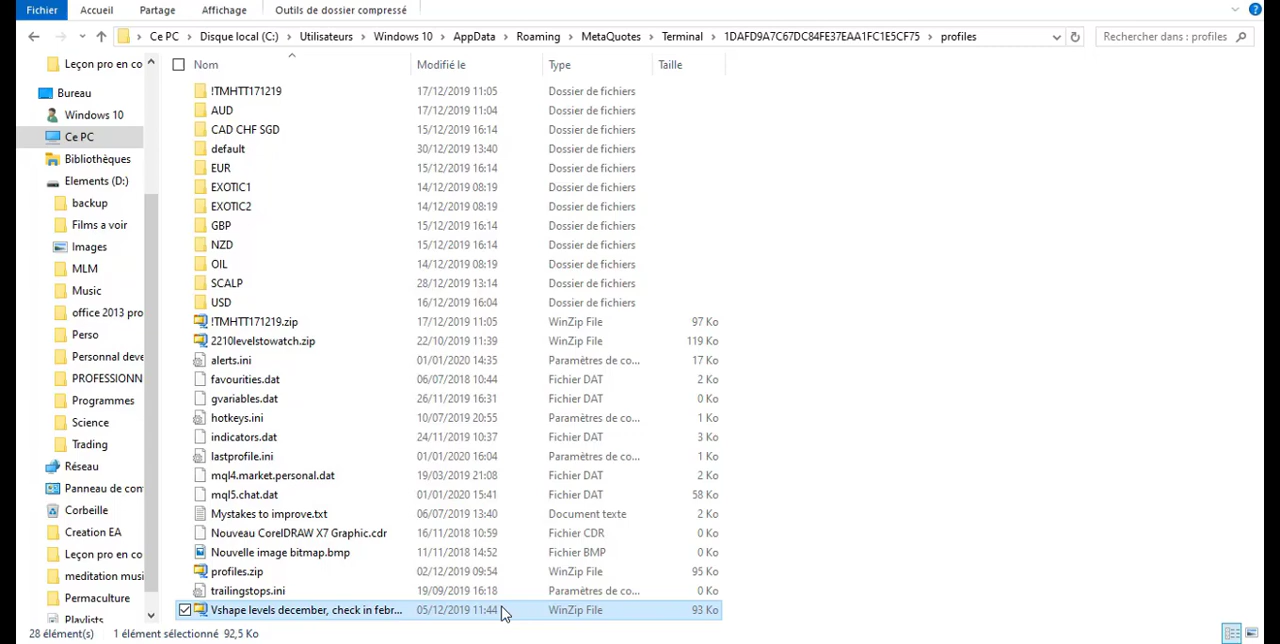 Fichier Accueil Partage Affichage Outils de dossier compressé
Ce PC > Disque local (C:) > Utilisateurs > Windows 10 > AppData > Roaming > MetaQuotes > Terminal > 1DAFD9A7C67DC84FE37EAA1FC1E5CF75 > profiles
Rechercher dans : profiles
Leçon pro en co
Bureau
Windows 10
Ce PC
Bibliothèques
Elements (D:)
backup
Films a voir
Images
MLM
Music
office 2013 pro
Perso
Personnal deve
PROFESSIONN
Programmes
Science
Trading
Réseau
Panneau de con
Corbeille
Creation EA
Leçon pro en co
meditation musi
Permaculture
Playlists
Nom Modifié le Type Taille
!TMHTT171219 17/12/2019 11:05 Dossier de fichiers
AUD 17/12/2019 11:04 Dossier de fichiers
CAD CHF SGD 15/12/2019 16:14 Dossier de fichiers
default 30/12/2019 13:40 Dossier de fichiers
EUR 15/12/2019 16:14 Dossier de fichiers
EXOTIC1 14/12/2019 08:19 Dossier de fichiers
EXOTIC2 14/12/2019 08:19 Dossier de fichiers
GBP 15/12/2019 16:14 Dossier de fichiers
NZD 15/12/2019 16:14 Dossier de fichiers
OIL 14/12/2019 08:19 Dossier de fichiers
SCALP 28/12/2019 13:14 Dossier de fichiers
USD 16/12/2019 16:04 Dossier de fichiers
!TMHTT171219.zip 17/12/2019 11:05 WinZip File 97 Ko
2210levelstowatch.zip 22/10/2019 11:39 WinZip File 119 Ko
alerts.ini 01/01/2020 14:35 Paramètres de co... 17 Ko
favourities.dat 06/07/2018 10:44 Fichier DAT 2 Ko
gvariables.dat 26/11/2019 16:31 Fichier DAT 0 Ko
hotkeys.ini 10/07/2019 20:55 Paramètres de co... 1 Ko
indicators.dat 24/11/2019 10:37 Fichier DAT 3 Ko
lastprofile.ini 01/01/2020 16:04 Paramètres de co... 1 Ko
mql4.market.personal.dat 19/03/2019 21:08 Fichier DAT 2 Ko
mql5.chat.dat 01/01/2020 15:41 Fichier DAT 58 Ko
Mystakes to improve.txt 06/07/2019 13:40 Document texte 2 Ko
Nouveau CorelDRAW X7 Graphic.cdr 16/11/2018 10:59 Fichier CDR 0 Ko
Nouvelle image bitmap.bmp 11/11/2018 14:52 Fichier BMP 0 Ko
profiles.zip 02/12/2019 09:54 WinZip File 95 Ko
trailingstops.ini 19/09/2019 16:18 Paramètres de co... 1 Ko
Vshape levels december, check in febr... 05/12/2019 11:44 WinZip File 93 Ko
28 élément(s) 1 élément sélectionné 92,5 Ko